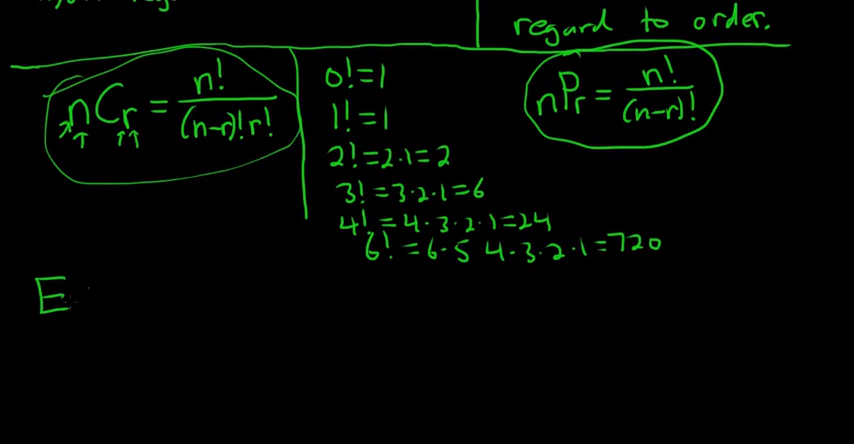 regard to order.
nCr = n! / (n-r)! r!
0! = 1
1! = 1
2! = 2·1 = 2
3! = 3·2·1 = 6
4! = 4·3·2·1 = 24
6! = 6·5 4·3·2·1 = 720
nPr = n! / (n-r)!
E